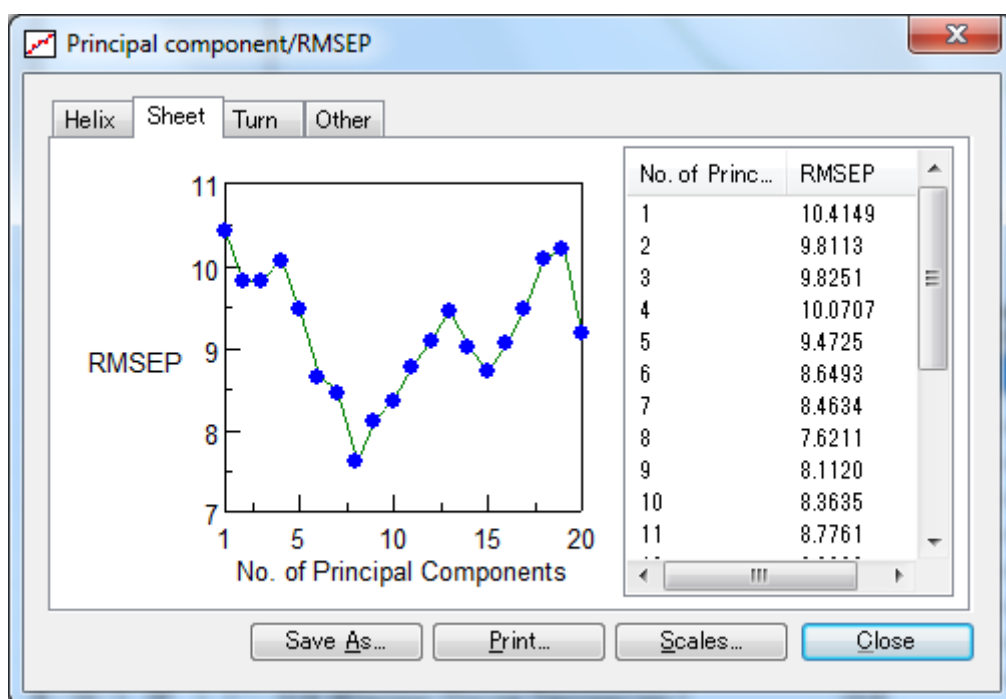 Principal component/RMSEP
Helix Sheet Turn Other
11
10
9
8
7
RMSEP
1 5 10 15 20
No. of Principal Components
No. of Princ... RMSEP
1 10.4149
2 9.8113
3 9.8251
4 10.0707
5 9.4725
6 8.6493
7 8.4634
8 7.6211
9 8.1120
10 8.3635
11 8.7761
Save As... Print... Scales... Close